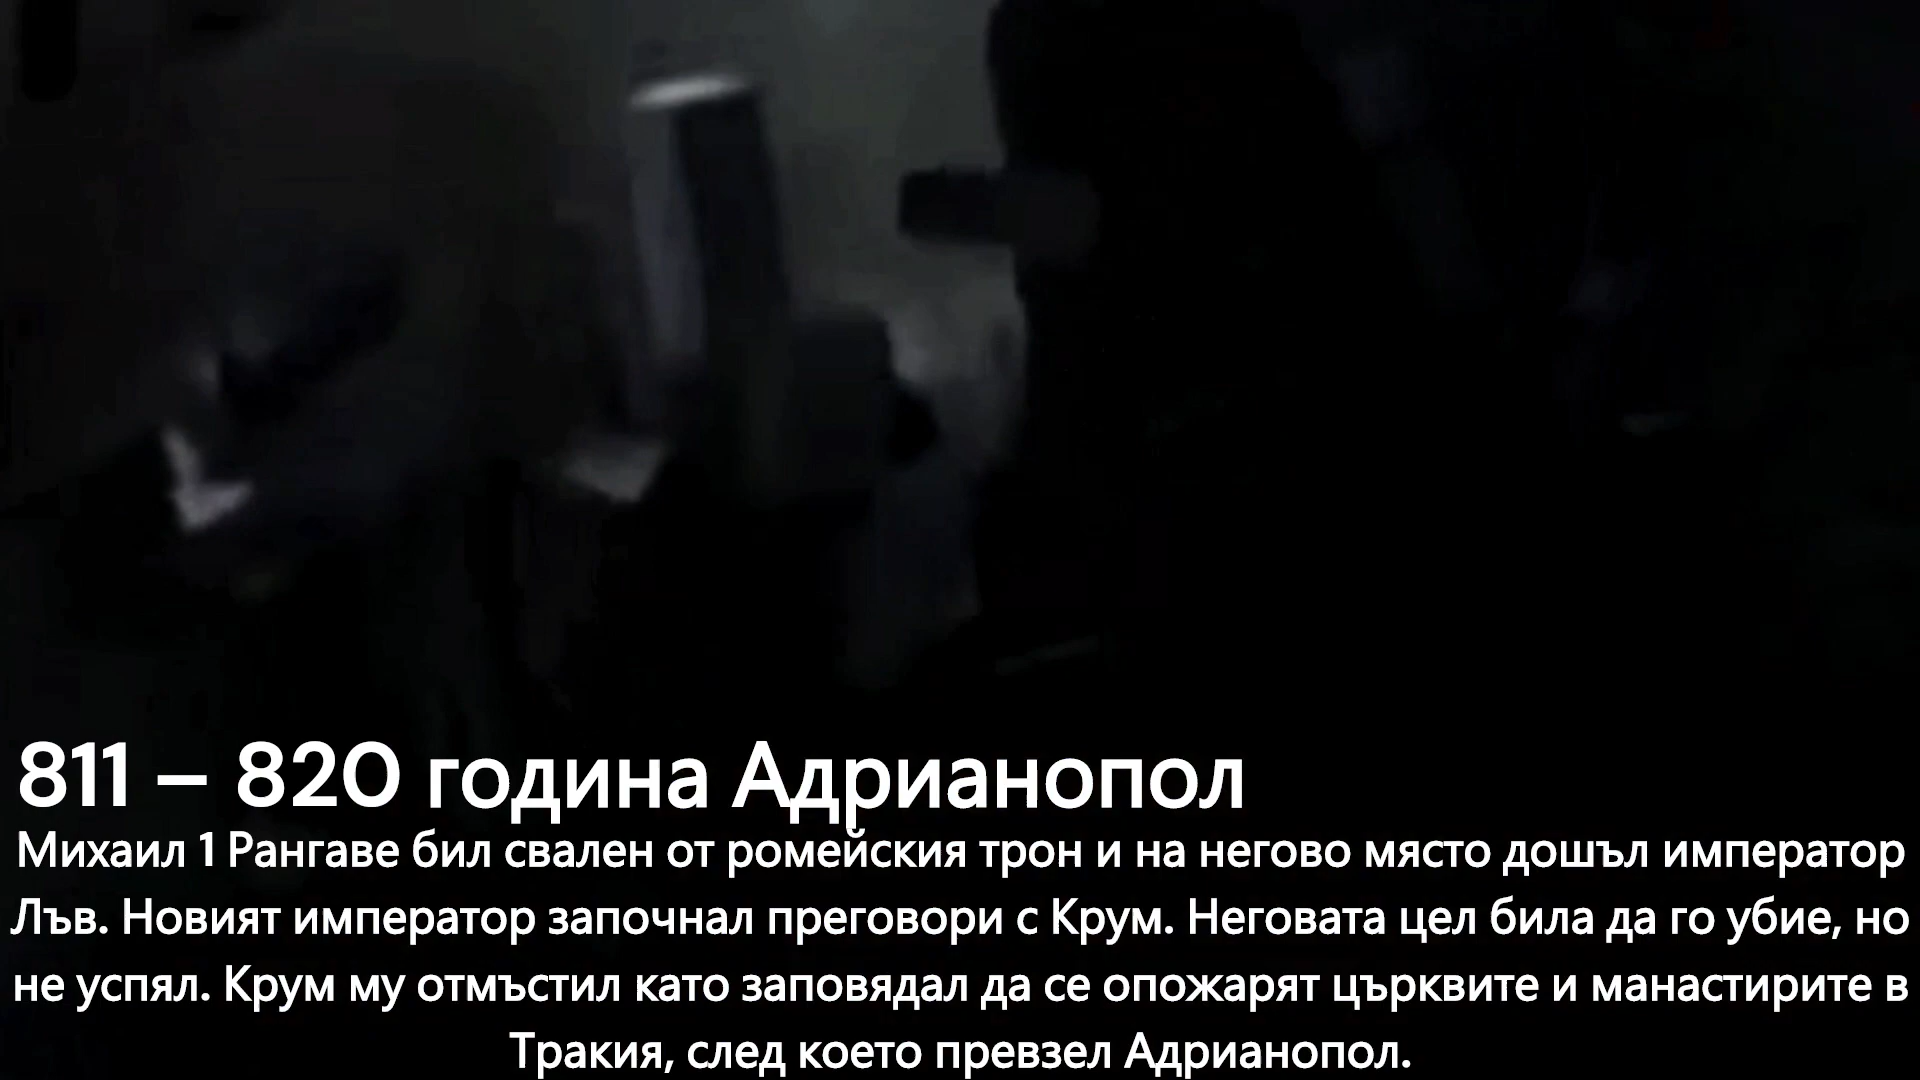 811 – 820 година Адрианопол
Михаил 1 Рангаве бил свален от ромейския трон и на негово място дошъл император
Лъв. Новият император започнал преговори с Крум. Неговата цел била да го убие, но
не успял. Крум му отмъстил като заповядал да се опожарят църквите и манастирите в
Тракия, след което превзел Адрианопол.